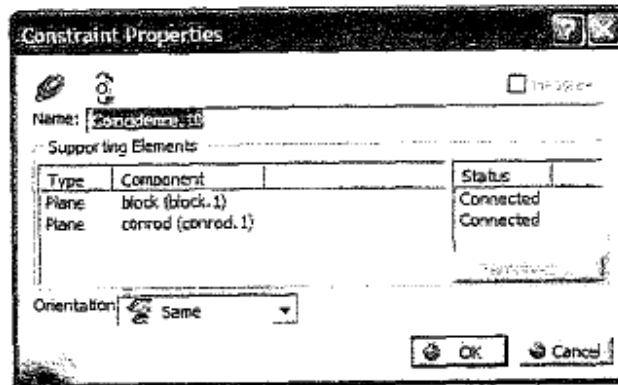 Constraint Properties
Name: Coincidence.10
Supporting Elements
Type Component Status
Plane block (block.1) Connected
Plane conrod (conrod.1) Connected
Orientation Same
OK Cancel